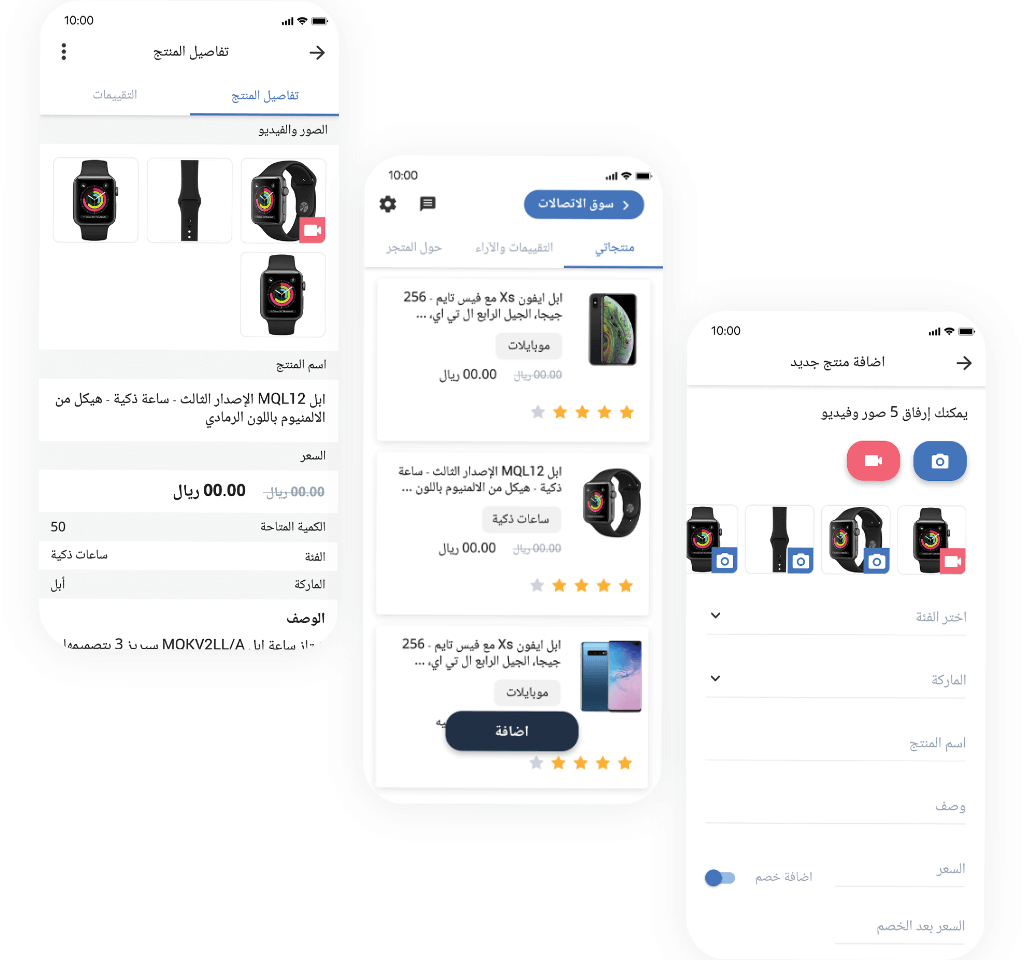 10:00
تفاصيل المنتج
تفاصيل المنتج
التقييمات
الصور والفيديو
اسم المنتج
ابل MQL12 الإصدار الثالث - ساعة ذكية - هيكل من
الالمنيوم باللون الرمادي
السعر
00.00 ريال
00.00 ريال
الكمية المتاحة
50
الفئة
ساعات ذكية
الماركة
أبل
الوصف
ساعة ابل MQKV2LL/A سيريز 3 بتصميمها
10:00
سوق الاتصالات
منتجاتي
التقييمات والآراء
حول المتجر
ابل ايفون Xs مع فيس تايم - 256
جيجا، الجيل الرابع ال تي اي، ...
موبايلات
00.00 ريال
00.00 ريال
ابل MQL12 الإصدار الثالث - ساعة
ذكية - هيكل من الالمنيوم باللون ...
ساعات ذكية
00.00 ريال
00.00 ريال
ابل ايفون Xs مع فيس تايم - 256
جيجا، الجيل الرابع ال تي اي، ...
موبايلات
اضافة
10:00
اضافة منتج جديد
يمكنك إرفاق 5 صور وفيديو
اختر الفئة
الماركة
اسم المنتج
وصف
السعر
اضافة خصم
السعر بعد الخصم